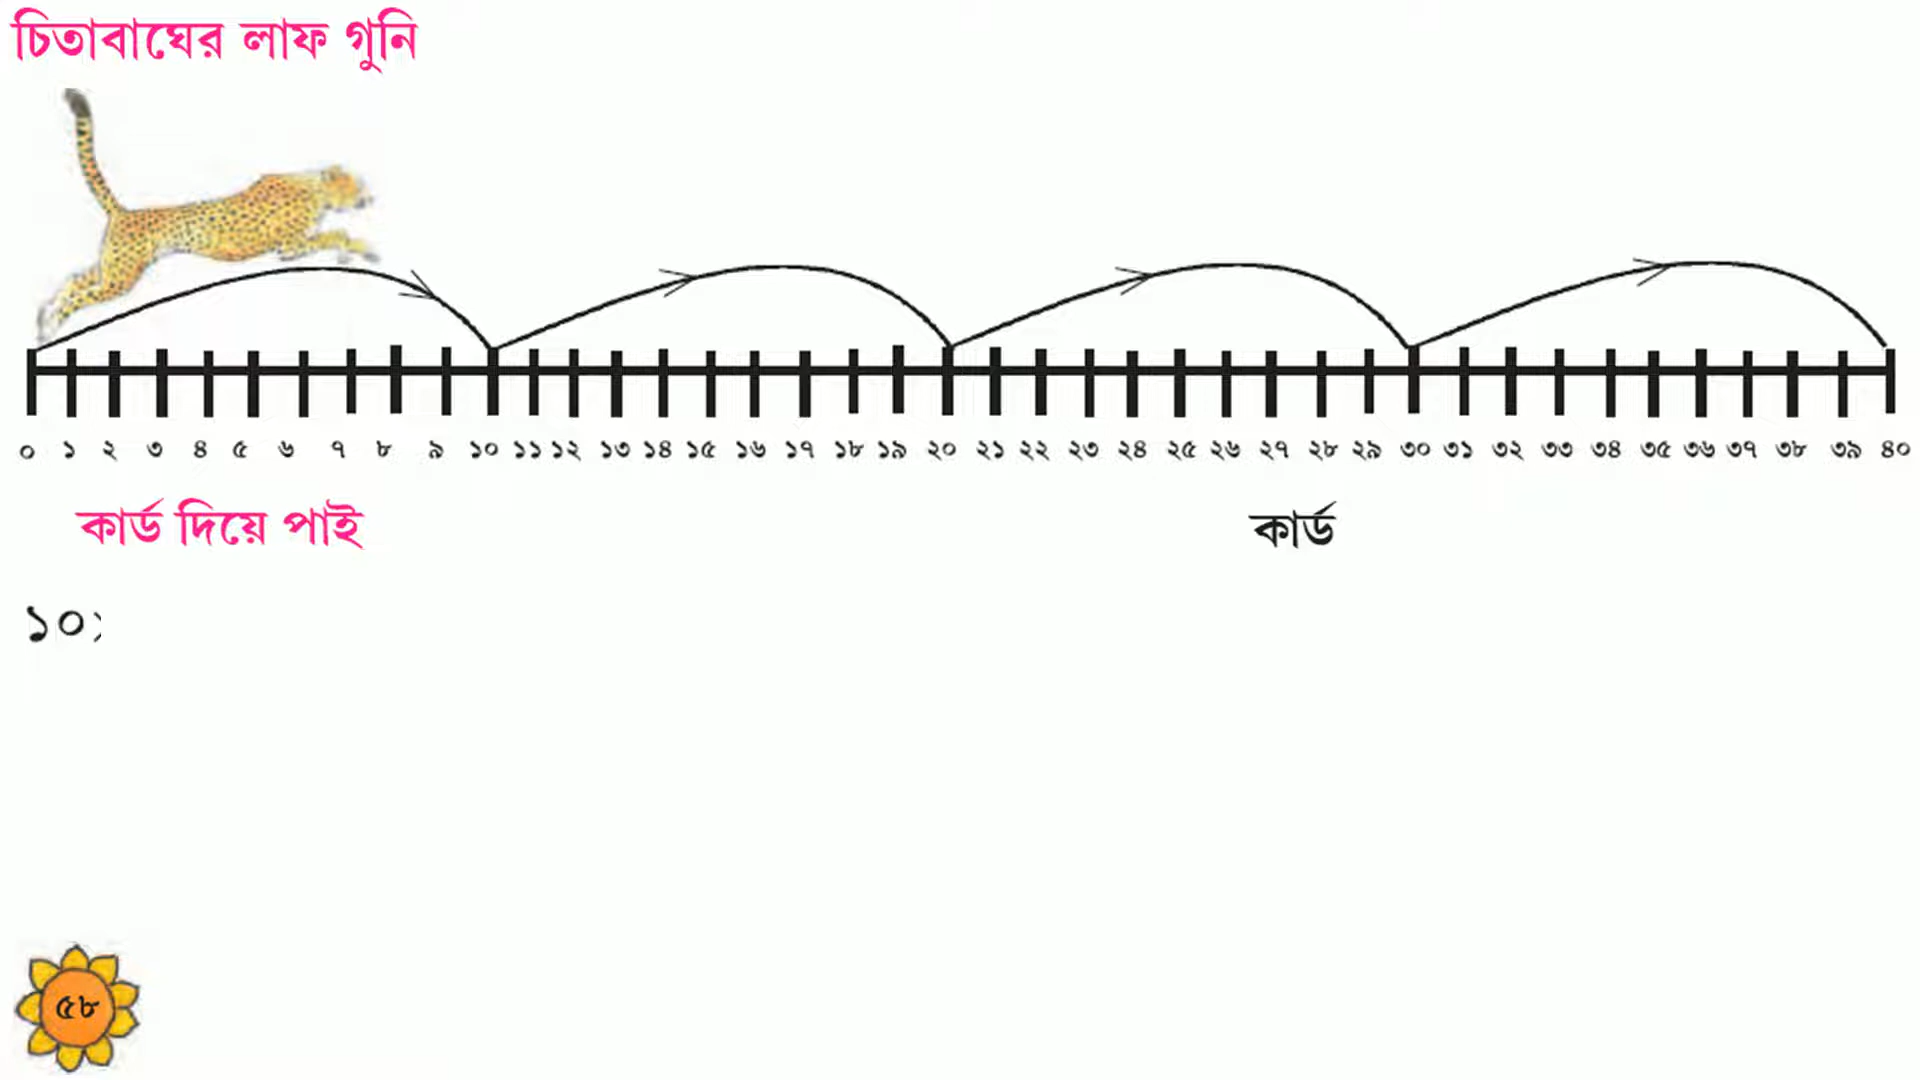 চিতাবাঘের লাফ গুনি
০ ১ ২ ৩ ৪ ৫ ৬ ৭ ৮ ৯ ১০ ১১ ১২ ১৩ ১৪ ১৫ ১৬ ১৭ ১৮ ১৯ ২০ ২১ ২২ ২৩ ২৪ ২৫ ২৬ ২৭ ২৮ ২৯ ৩০ ৩১ ৩২ ৩৩ ৩৪ ৩৫ ৩৬ ৩৭ ৩৮ ৩৯ ৪০
কার্ড দিয়ে পাই কার্ড
১০
৫৮